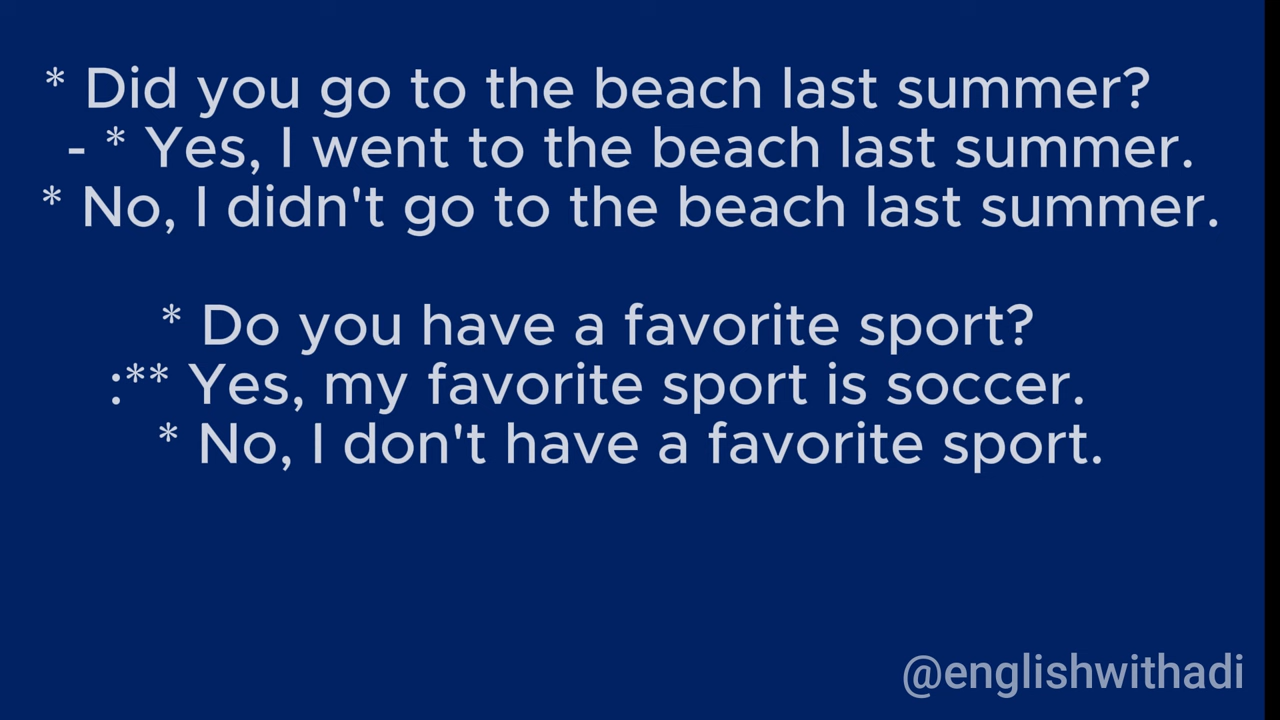 * Did you go to the beach last summer?
- * Yes, I went to the beach last summer.
* No, I didn't go to the beach last summer.
* Do you have a favorite sport?
:** Yes, my favorite sport is soccer.
* No, I don't have a favorite sport.
@englishwithadi